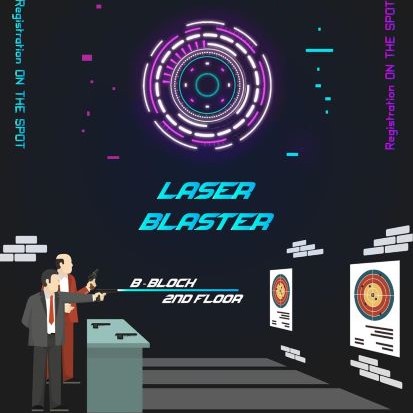 Registration ON THE SPOT
Registration ON THE SPOT
LASER
BLASTER
B-BLOCK
2ND FLOOR